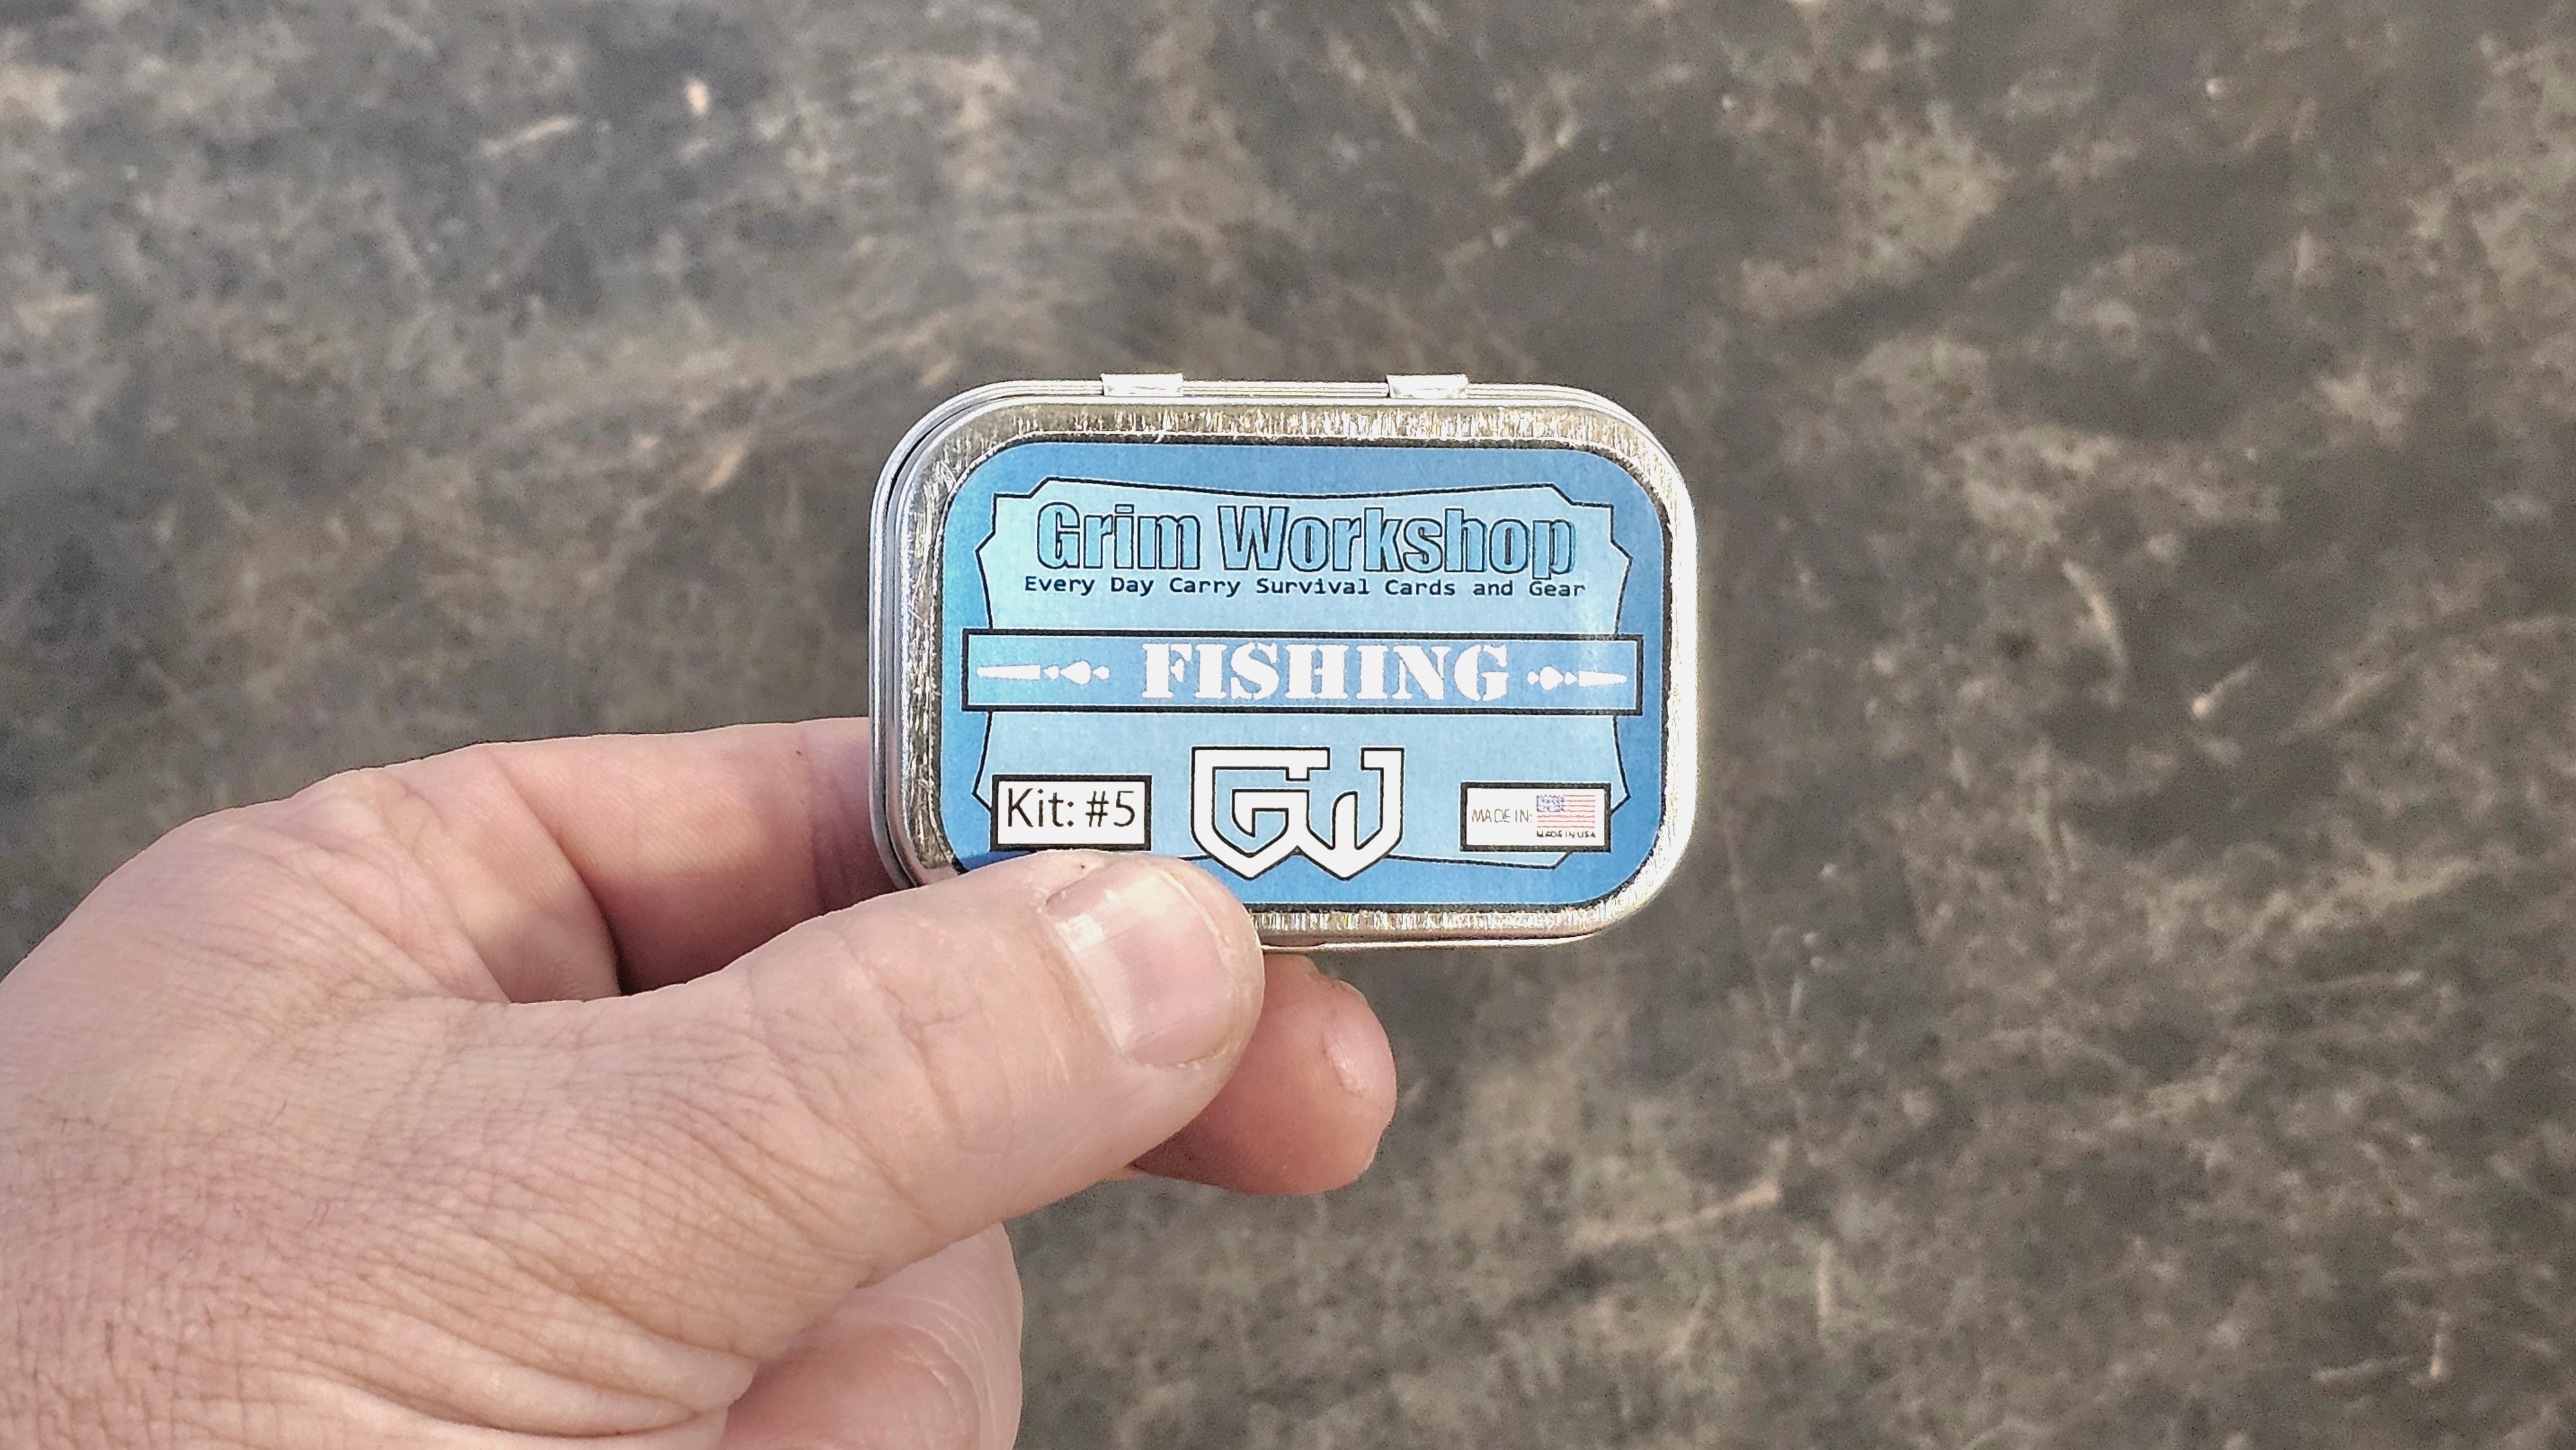 Grim Workshop
Every Day Carry Survival Cards and Gear
FISHING
GW
Kit: #5
MADE IN:
MADE IN USA